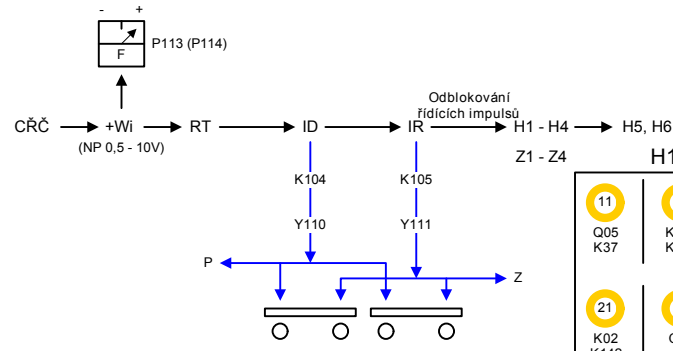 - +
F
P113 (P114)
CŘČ
+Wi
RT
ID
IR
Odblokování
řídících impulsů
H1 - H4
H5, H6
(NP 0,5 - 10V)
Z1 - Z4
H1
K104
K105
Y110
Y111
P
Z
11
Q05
K37
21
K02